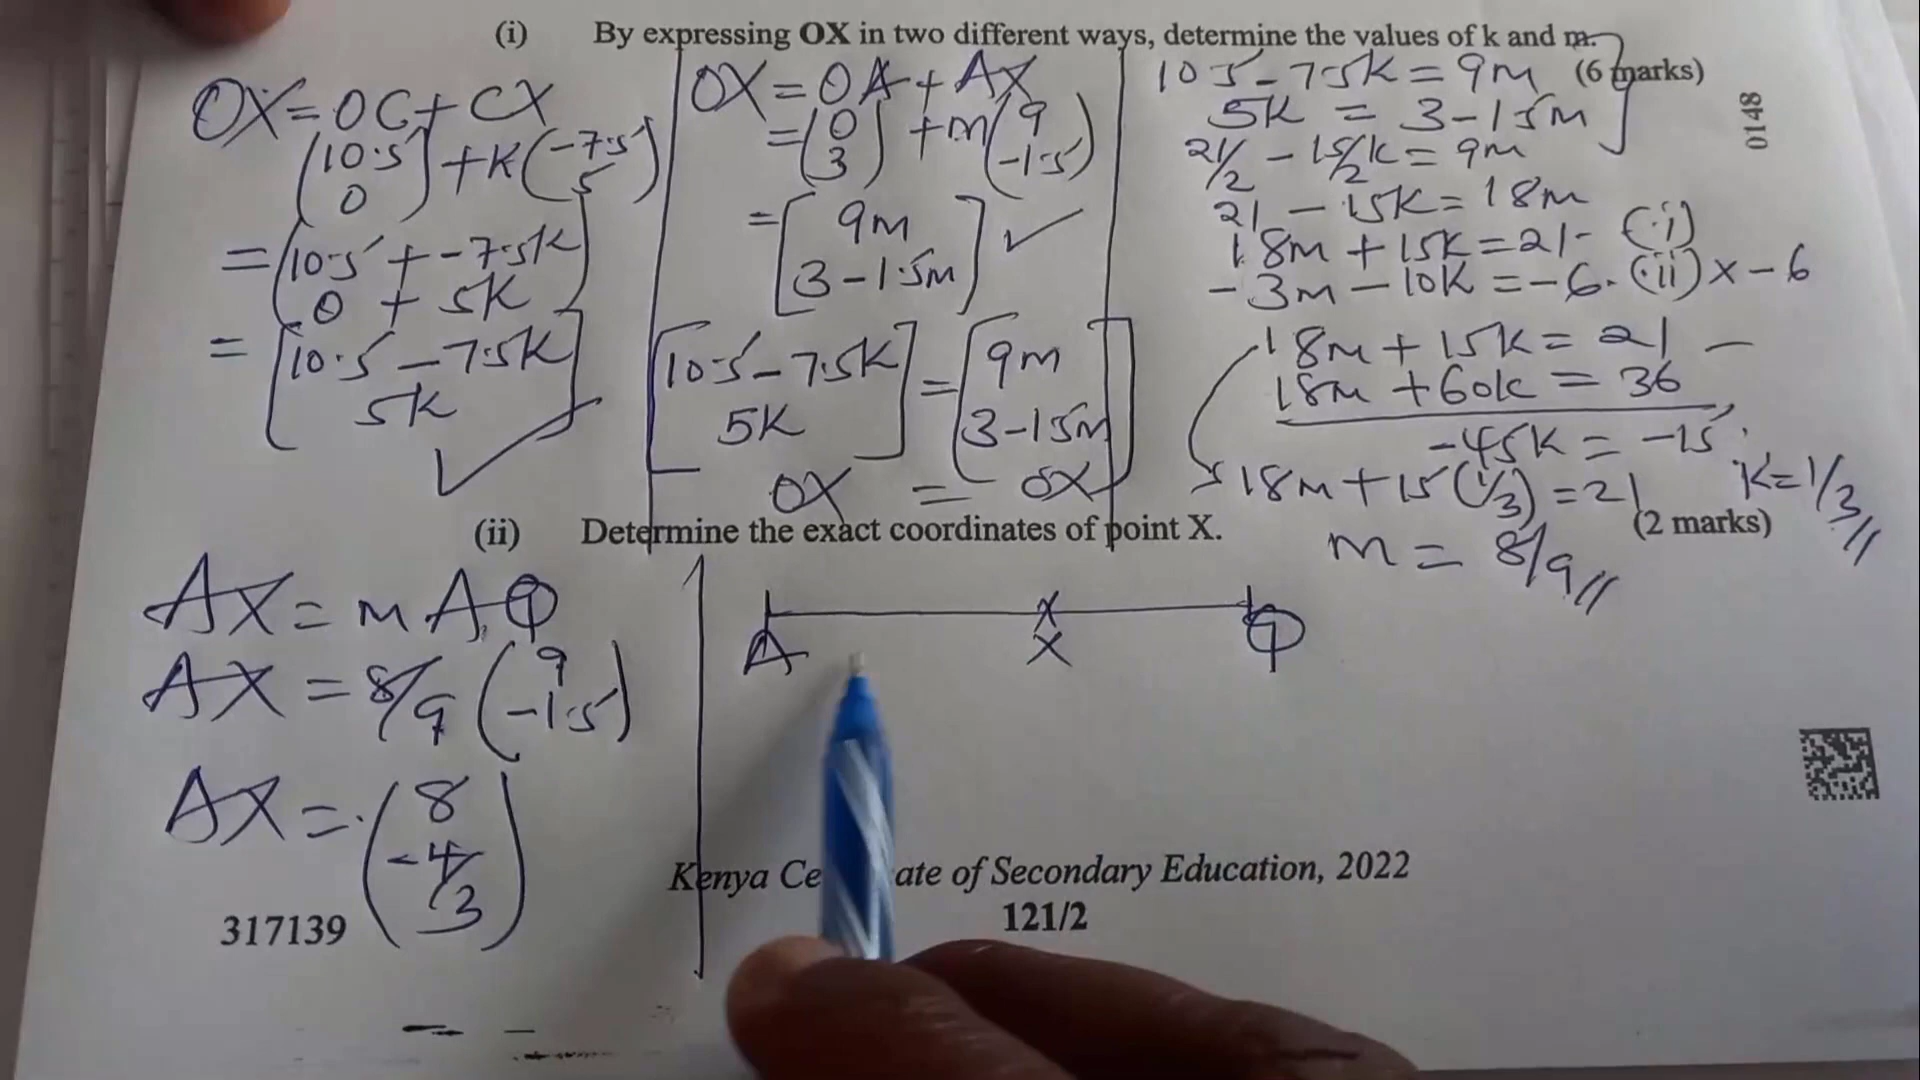 (i) By expressing OX in two different ways, determine the values of k and m.
(6 marks)
0148
OX = OC + CX
(10.5 0) + K(-7.5 5)
= (10.5 + -7.5K 0 + 5K)
= [10.5 - 7.5K 5K]
OX = OA + AX
= (0 3) + m(9 -1.5)
= [9m 3 - 1.5m]
[10.5 - 7.5K 5K] = [9m 3 - 1.5m]
OX = OX
10.5 - 7.5K = 9m
5K = 3 - 1.5m
21/2 - 15/2 K = 9m
21 - 15K = 18m
18m + 15K = 21 - (i)
-3m - 10K = -6. (ii) x -6
18m + 15K = 21 -
18m + 60K = 36
-45K = -15
K = 1/3 //
18m + 15(1/3) = 21
m = 8/9 //
(ii) Determine the exact coordinates of point X.
(2 marks)
AX = m AQ
AX = 8/9 (9 -1.5)
AX = (8 -4/3)
A X Q
Kenya Ce ate of Secondary Education, 2022
121/2
317139